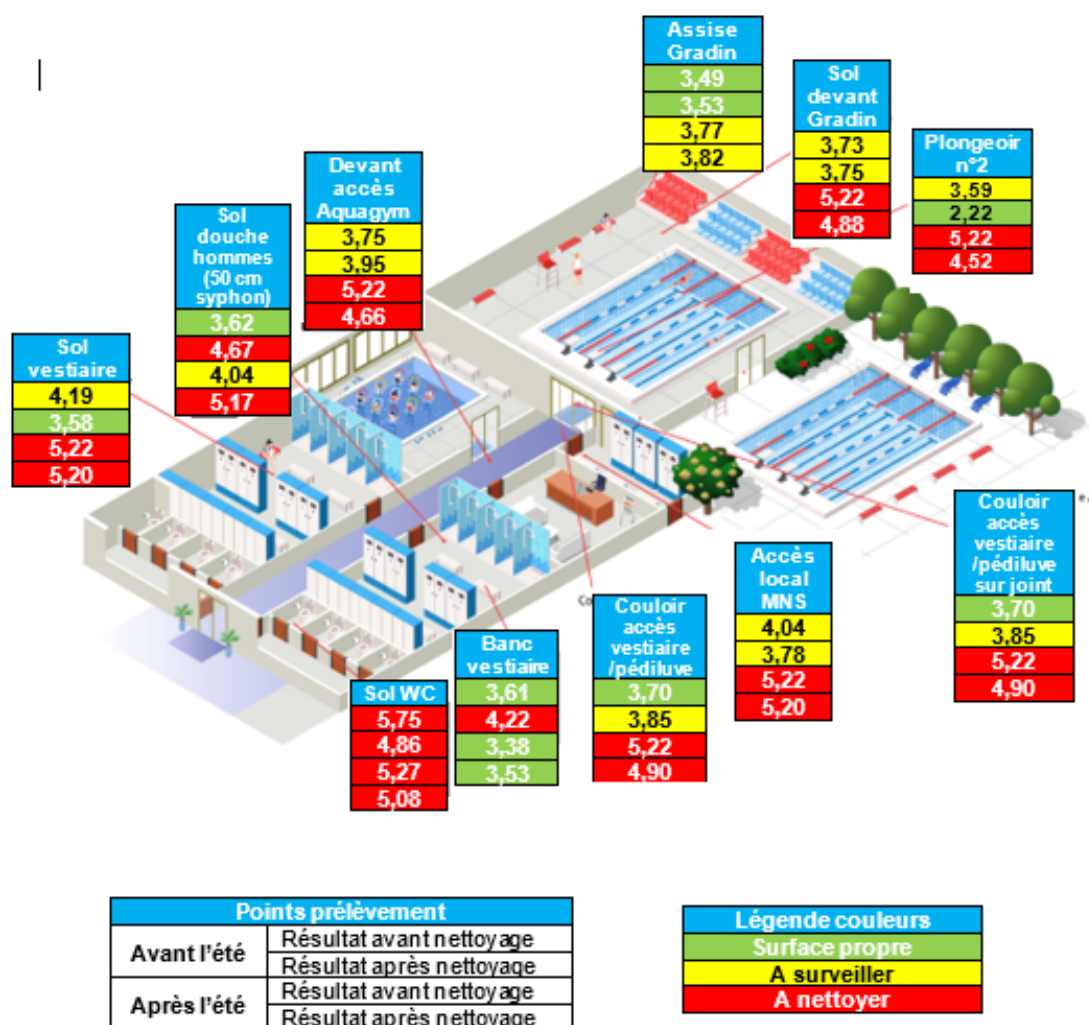 Assise
Gradin
3,49
3,53
3,77
3,82
Sol
devant
Gradin
3,73
3,75
5,22
4,88
Plongeoir
n°2
3,59
2,22
5,22
4,52
Devant
accès
Aquagym
3,75
3,95
5,22
4,66
Sol
douche
hommes
(50 cm
syphon)
3,62
4,67
4,04
5,17
Sol
vestiaire
4,19
3,58
5,22
5,20
Sol WC
5,75
4,86
5,27
5,08
Banc
vestiaire
3,61
4,22
3,38
3,53
Co
Couloir
accès
vestiaire
/pédiluve
3,70
3,85
5,22
4,90
Accès
local
MNS
4,04
3,78
5,22
5,20
Couloir
accès
vestiaire
/pédiluve
sur joint
3,70
3,85
5,22
4,90
Points prélèvement
Avant l'été
Résultat avant nettoyage
Résultat après nettoyage
Après l'été
Résultat avant nettoyage
Résultat après nettoyage
Légende couleurs
Surface propre
A surveiller
A nettoyer